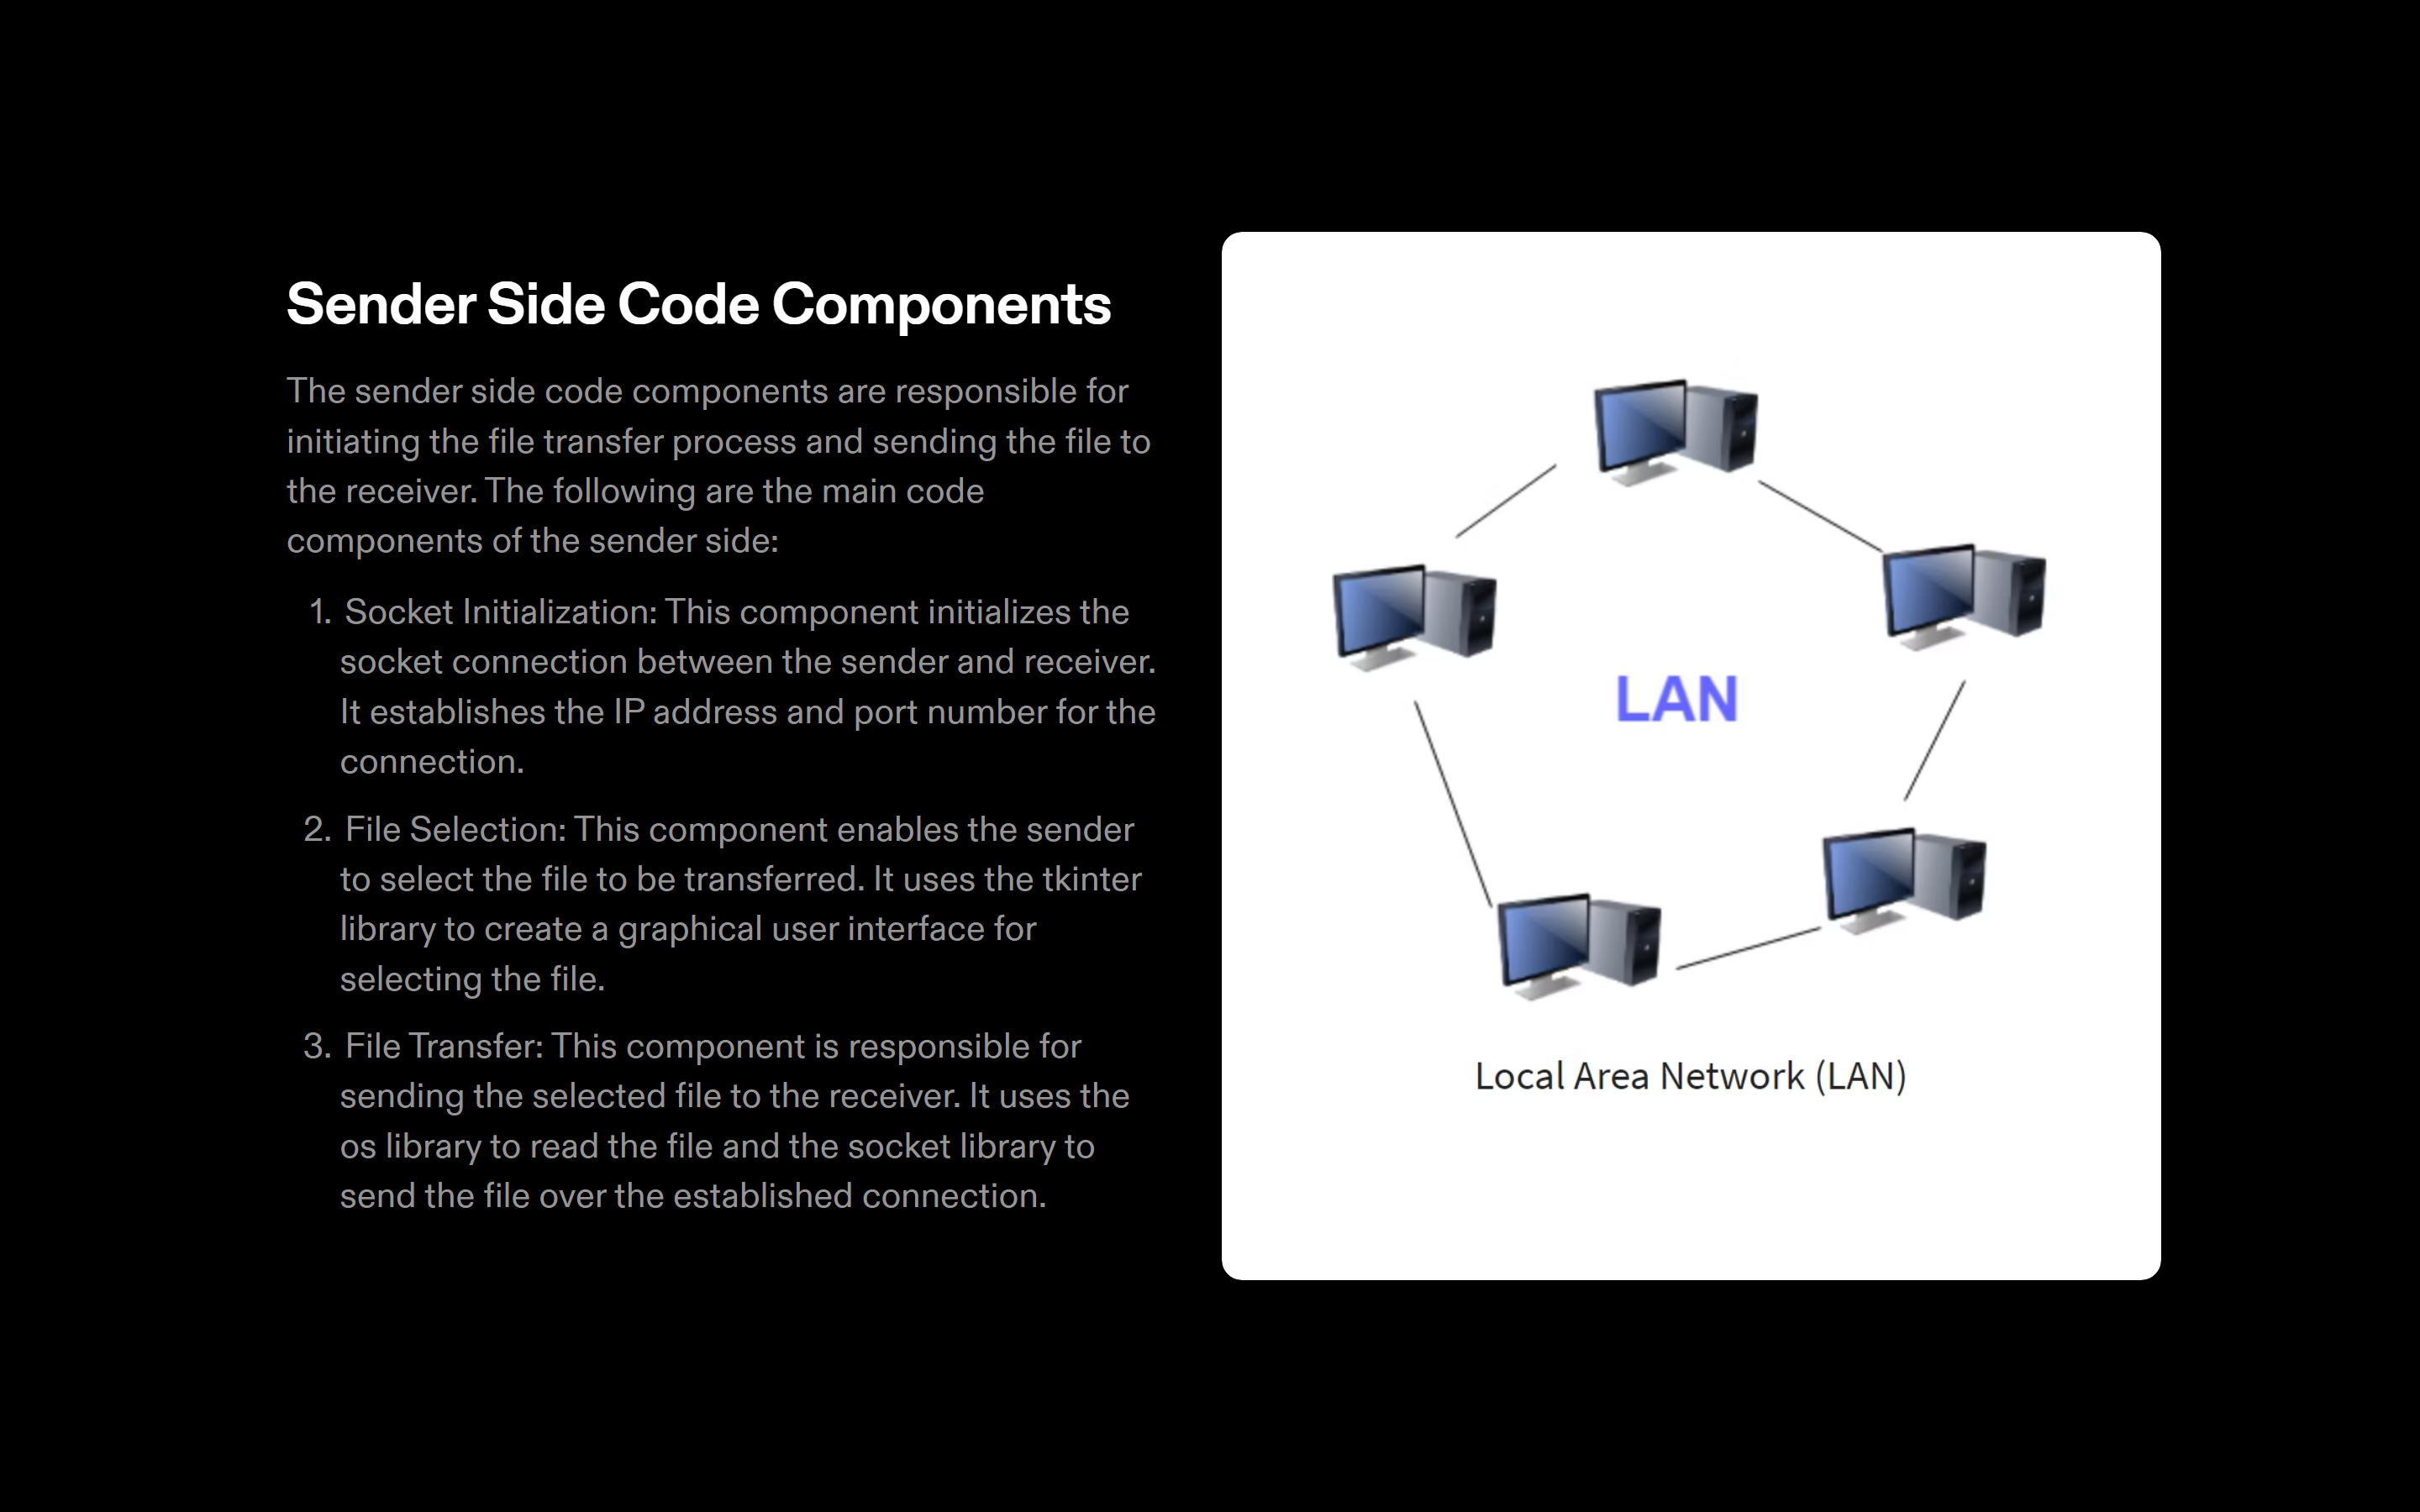 Sender Side Code Components
The sender side code components are responsible for
initiating the file transfer process and sending the file to
the receiver. The following are the main code
components of the sender side:
1. Socket Initialization: This component initializes the
socket connection between the sender and receiver.
It establishes the IP address and port number for the
connection.
2. File Selection: This component enables the sender
to select the file to be transferred. It uses the tkinter
library to create a graphical user interface for
selecting the file.
3. File Transfer: This component is responsible for
sending the selected file to the receiver. It uses the
os library to read the file and the socket library to
send the file over the established connection.
LAN
Local Area Network (LAN)